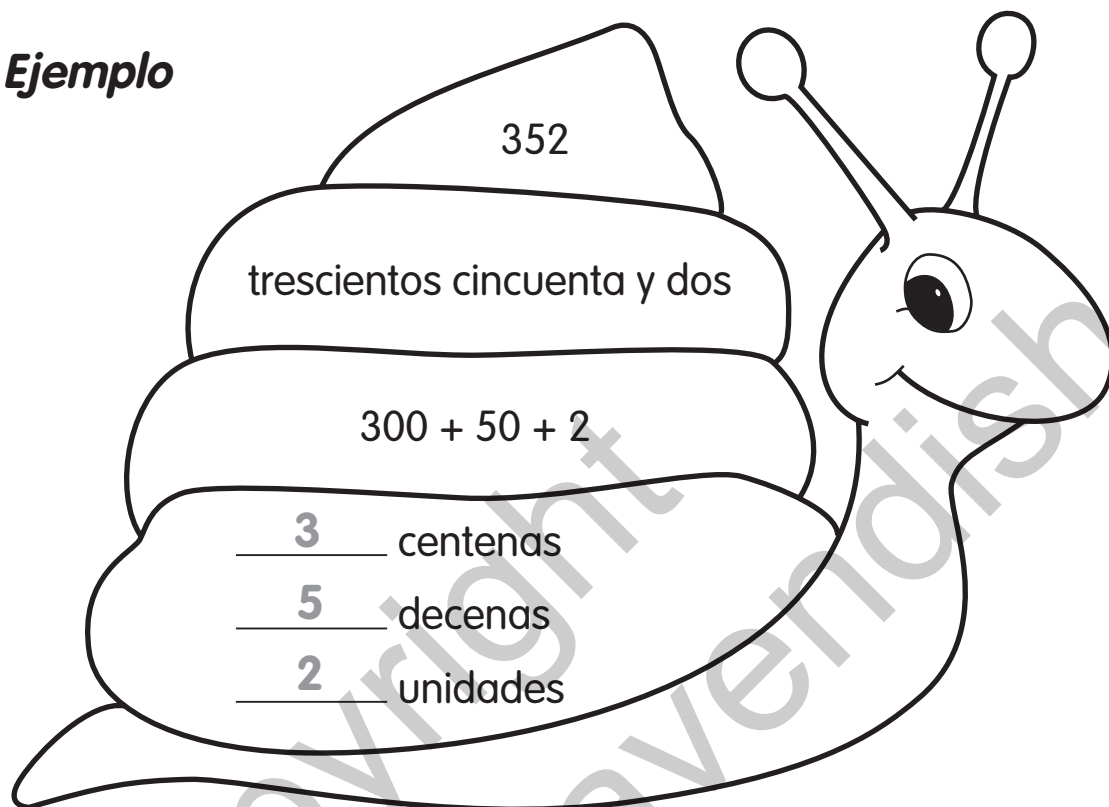 Ejemplo
352
trescientos cincuenta y dos
300 + 50 + 2
3 centenas
5 decenas
2 unidades